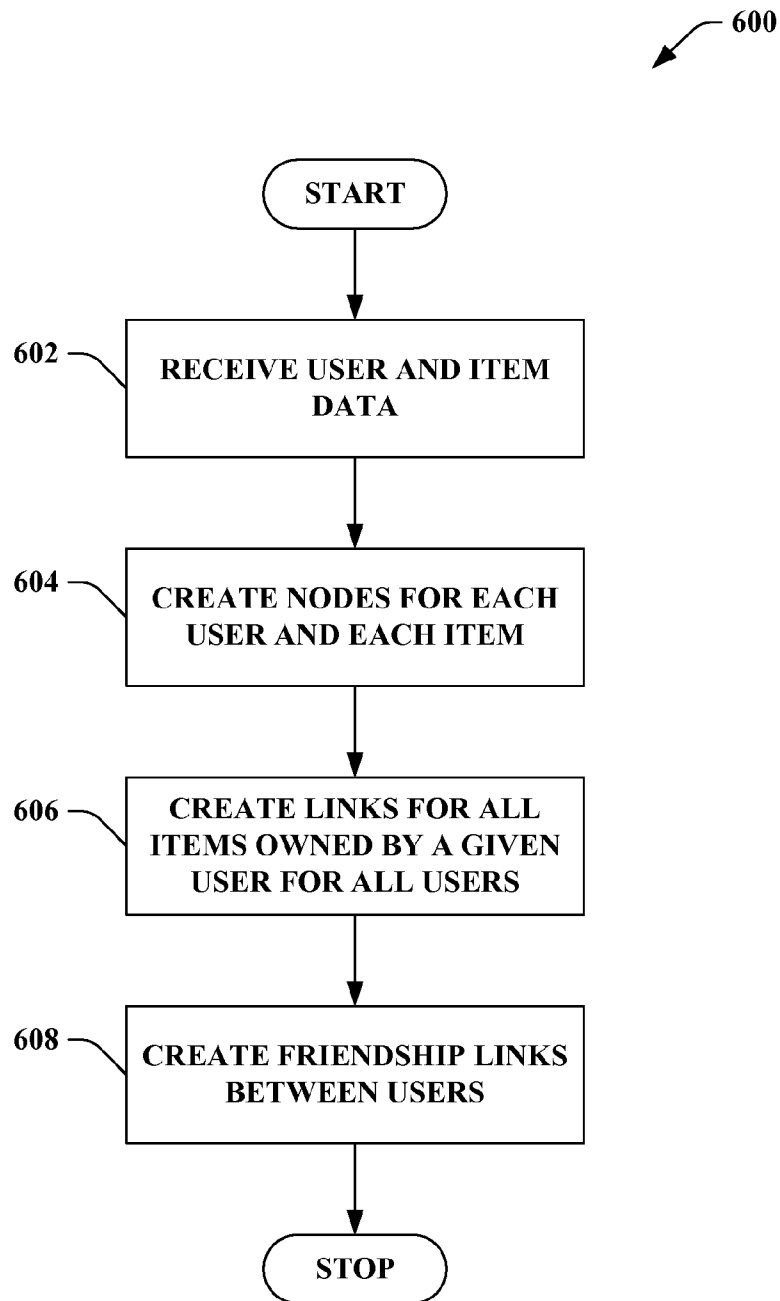 600
START
602
RECEIVE USER AND ITEM
DATA
604
CREATE NODES FOR EACH
USER AND EACH ITEM
606
CREATE LINKS FOR ALL
ITEMS OWNED BY A GIVEN
USER FOR ALL USERS
608
CREATE FRIENDSHIP LINKS
BETWEEN USERS
STOP